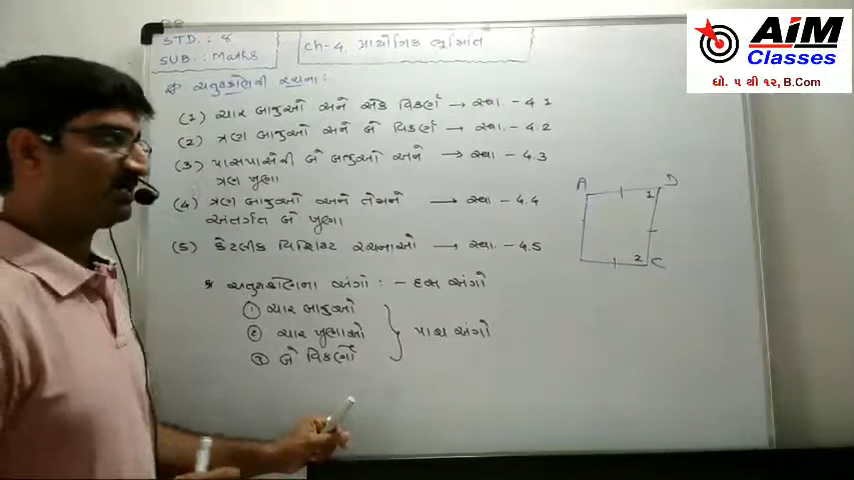 STD. : 8
SUB. : Maths
Ch-4. પ્રાયોગિક ભૂમિતિ
* ચતુષ્કોણની રચના :
(1) ચાર બાજુઓ અને એક વિકર્ણ → સ્વા. - 4.1
(2) ત્રણ બાજુઓ અને બે વિકર્ણ → સ્વા. - 4.2
(3) પાસપાસેની બે બાજુઓ અને → સ્વા - 4.3
ત્રણ ખૂણા
(4) ત્રણ બાજુઓ અને તેમને → સ્વા - 4.4
અંતર્ગત બે ખૂણા
(5) કેટલીક વિશિષ્ટ રચનાઓ → સ્વા. - 4.5
* ચતુષ્કોણના અંગો : - દસ અંગો
① ચાર બાજુઓ
② ચાર ખૂણાઓ } પાંચ અંગો
③ બે વિકર્ણો
A D
1
2 C
AIM
Classes
ધો. ૫ થી ૧૨, B.Com